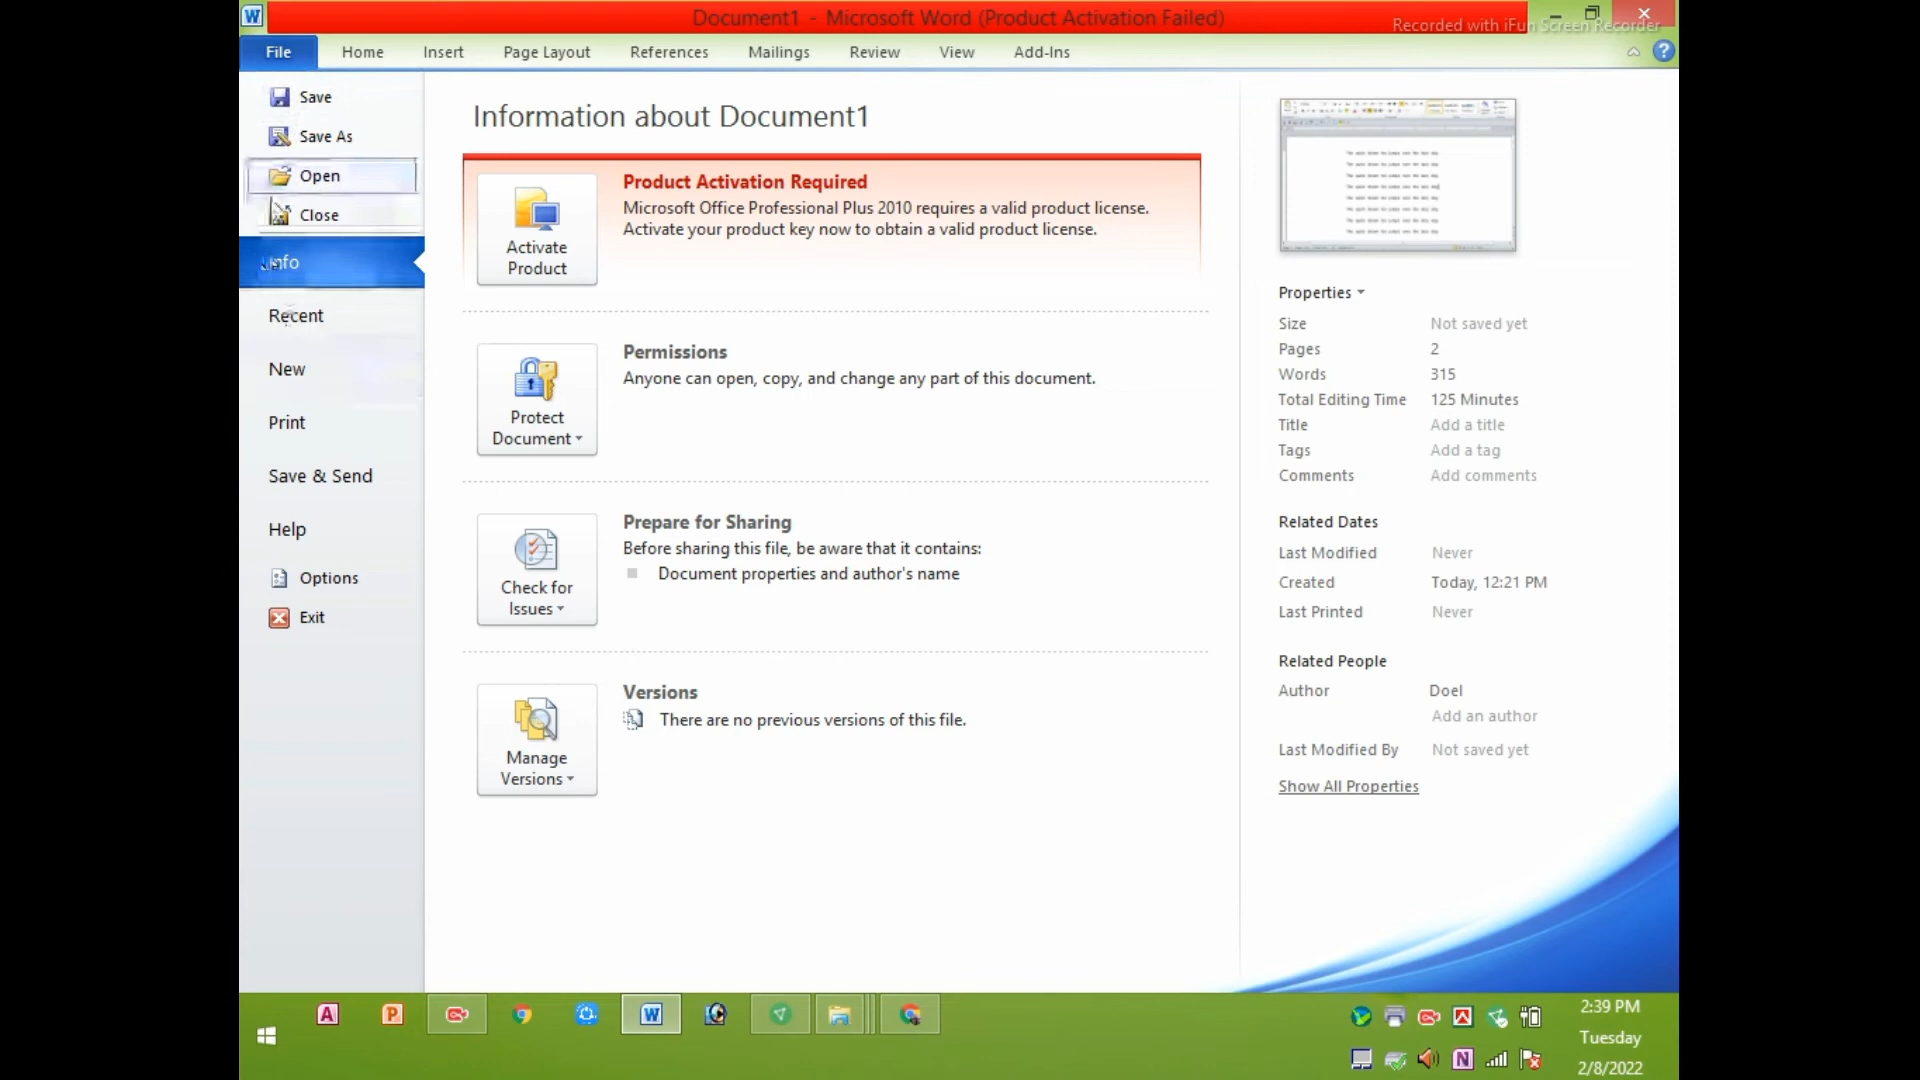 Document1 - Microsoft Word (Product Activation Failed)
Recorded with iFun Screen Recorder
File Home Insert Page Layout References Mailings Review View Add-Ins
Save
Save As
Open
Close
Info
Recent
New
Print
Save & Send
Help
Options
Exit
Information about Document1
Activate
Product
Product Activation Required
Microsoft Office Professional Plus 2010 requires a valid product license.
Activate your product key now to obtain a valid product license.
Protect
Document
Permissions
Anyone can open, copy, and change any part of this document.
Check for
Issues
Prepare for Sharing
Before sharing this file, be aware that it contains:
Document properties and author's name
Manage
Versions
Versions
There are no previous versions of this file.
Properties
Size Not saved yet
Pages 2
Words 315
Total Editing Time 125 Minutes
Title Add a title
Tags Add a tag
Comments Add comments
Related Dates
Last Modified Never
Created Today, 12:21 PM
Last Printed Never
Related People
Author Doel
Add an author
Last Modified By Not saved yet
Show All Properties
2:39 PM
Tuesday
2/8/2022